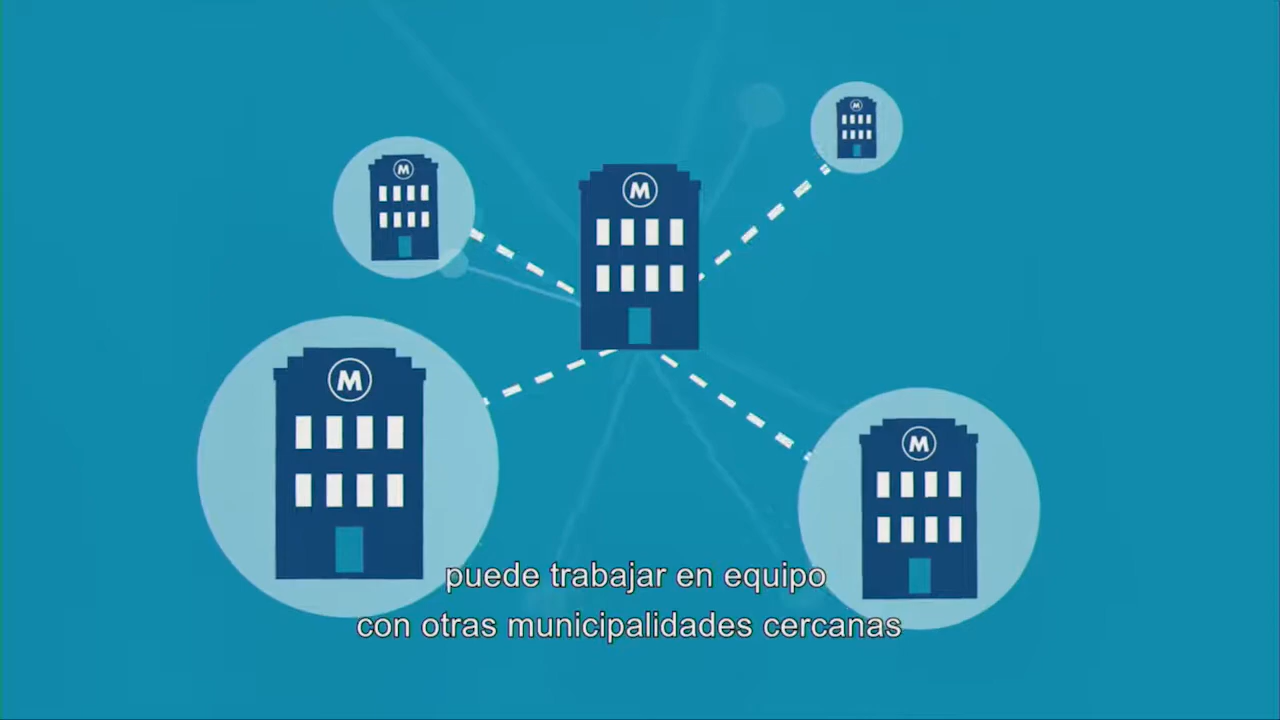 M
M
M
M
M
puede trabajar en equipo
con otras municipalidades cercanas